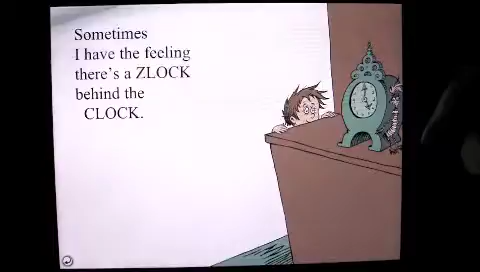 Sometimes
I have the feeling
there's a ZLOCK
behind the
CLOCK.